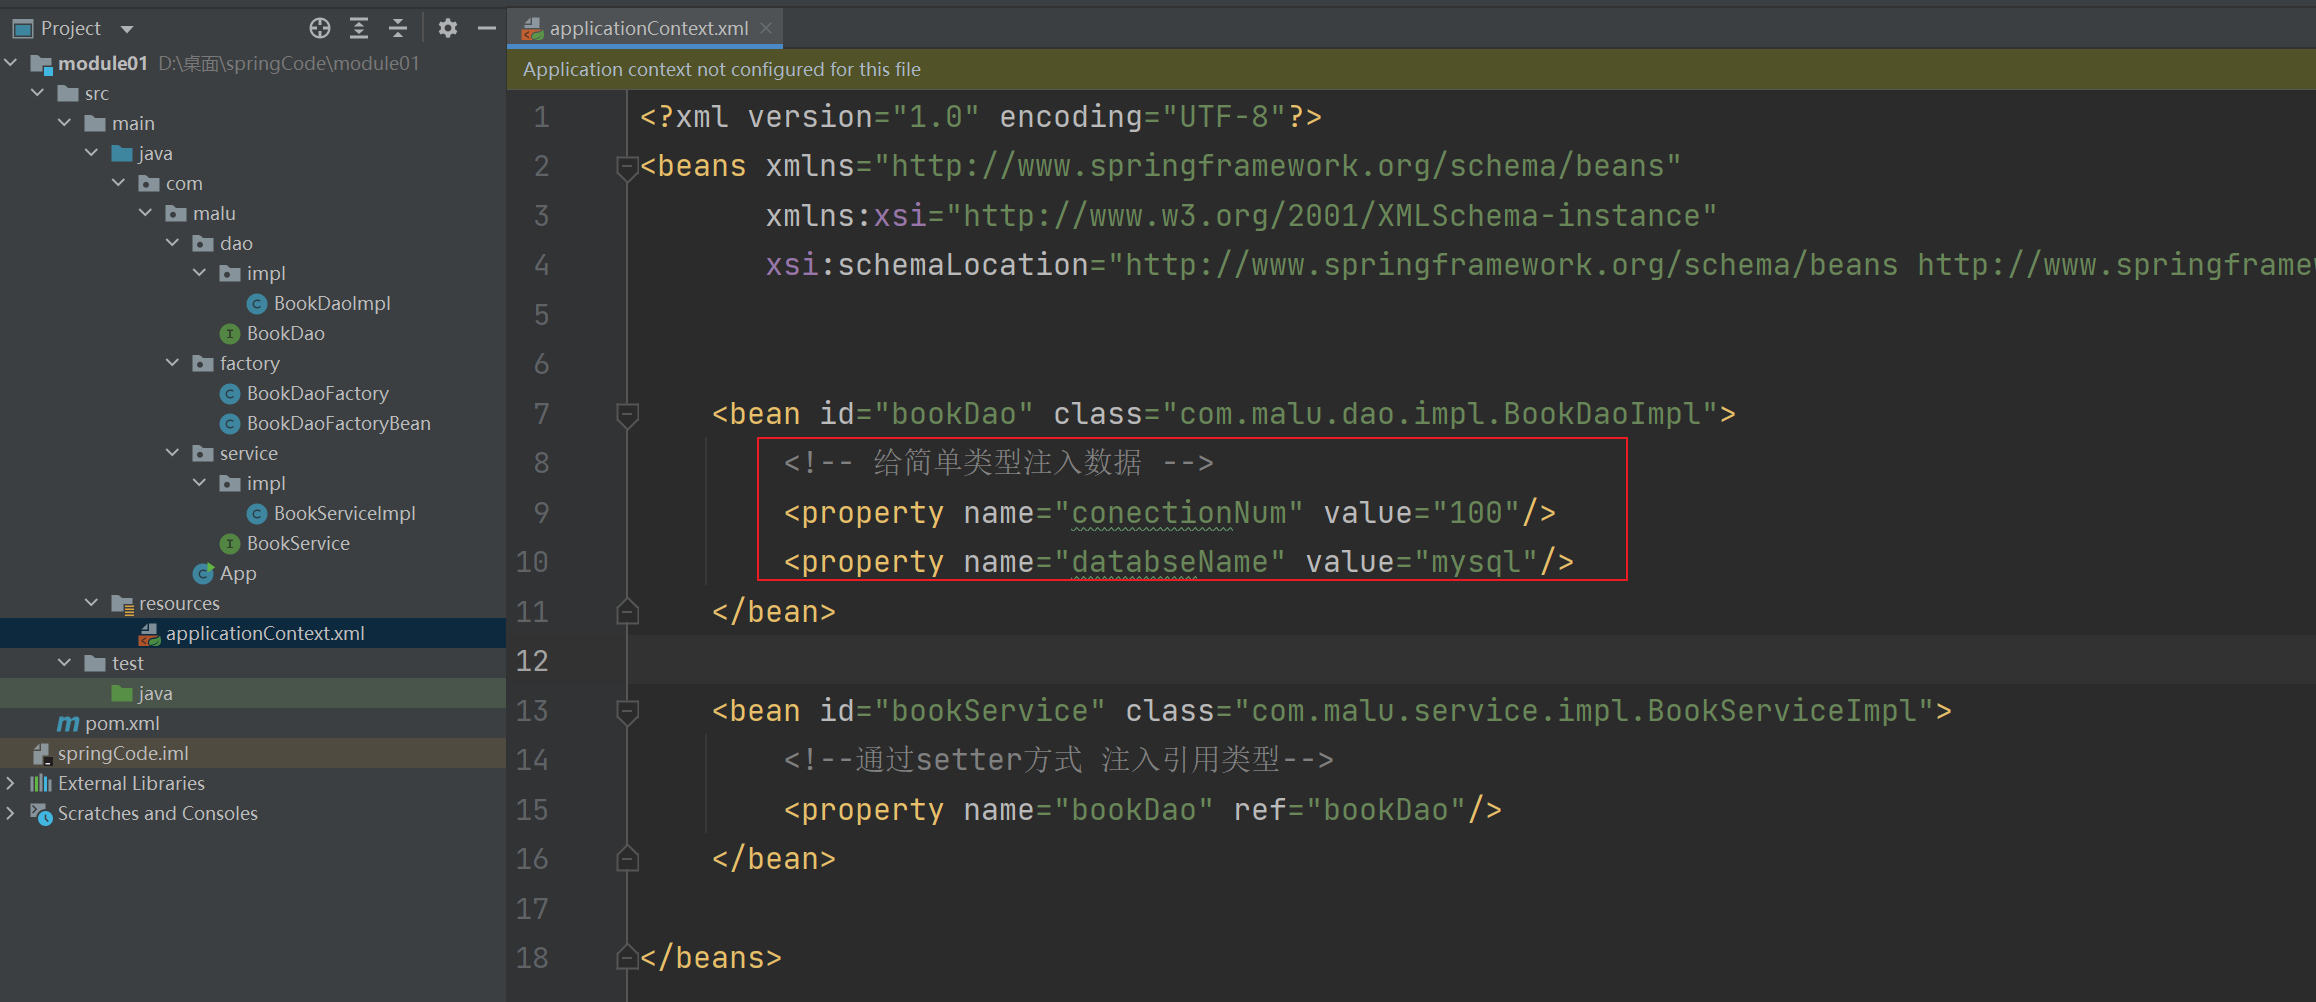 Project
module01 D:\桌面\springCode\module01
src
main
java
com
malu
dao
impl
BookDaoImpl
BookDao
factory
BookDaoFactory
BookDaoFactoryBean
service
impl
BookServiceImpl
BookService
App
resources
applicationContext.xml
test
java
pom.xml
springCode.iml
External Libraries
Scratches and Consoles
applicationContext.xml
Application context not configured for this file
1 <?xml version="1.0" encoding="UTF-8"?>
2 <beans xmlns="http://www.springframework.org/schema/beans"
3 xmlns:xsi="http://www.w3.org/2001/XMLSchema-instance"
4 xsi:schemaLocation="http://www.springframework.org/schema/beans http://www.springframew
5
6
7 <bean id="bookDao" class="com.malu.dao.impl.BookDaoImpl">
8 <!-- 给简单类型注入数据 -->
9 <property name="conectionNum" value="100"/>
10 <property name="databseName" value="mysql"/>
11 </bean>
12
13 <bean id="bookService" class="com.malu.service.impl.BookServiceImpl">
14 <!--通过setter方式 注入引用类型-->
15 <property name="bookDao" ref="bookDao"/>
16 </bean>
17
18 </beans>